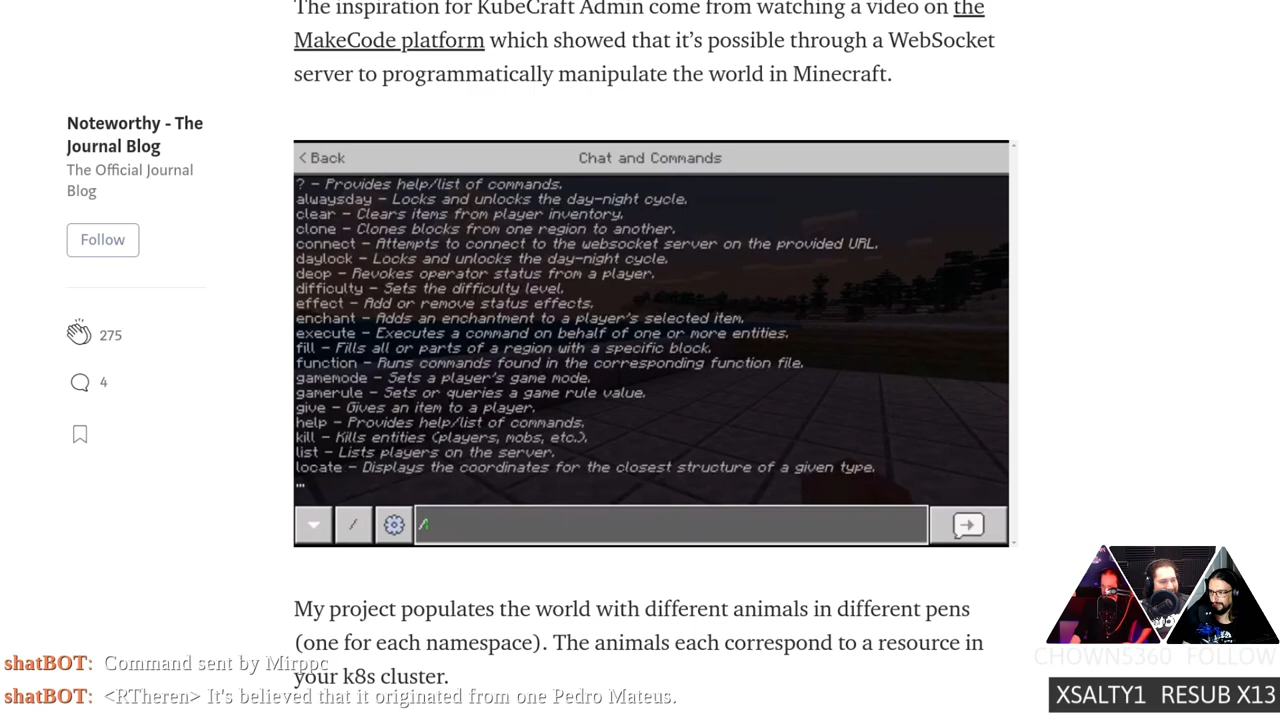 The inspiration for KubeCraft Admin come from watching a video on the
MakeCode platform which showed that it’s possible through a WebSocket
server to programmatically manipulate the world in Minecraft.
Noteworthy - The
Journal Blog
The Official Journal
Blog
Follow
275
4
< Back
Chat and Commands
? – Provides help/list of commands.
alwaysday – Locks and unlocks the day-night cycle.
clear – Clears items from player inventory.
clone – Clones blocks from one region to another.
connect – Attempts to connect to the websocket server on the provided URL.
daylock – Locks and unlocks the day-night cycle.
deop – Revokes operator status from a player.
difficulty – Sets the difficulty level.
effect – Add or remove status effects.
enchant – Adds an enchantment to a player's selected item.
execute – Executes a command on behalf of one or more entities.
fill – Fills all or parts of a region with a specific block.
function – Runs commands found in the corresponding function file.
gamemode – Sets a player's game mode.
gamerule – Sets or queries a game rule value.
give – Gives an item to a player.
help – Provides help/list of commands.
kill – Kills entities (players, mobs, etc.).
list – Lists players on the server.
locate – Displays the coordinates for the closest structure of a given type.
...
/
/
My project populates the world with different animals in different pens
(one for each namespace). The animals each correspond to a resource in
your k8s cluster.
shatBOT: Command sent by Mirppc
shatBOT: <RTheren> It's believed that it originated from one Pedro Mateus.
CHOWN5360 FOLLOW
XSALTY1 RESUB X13